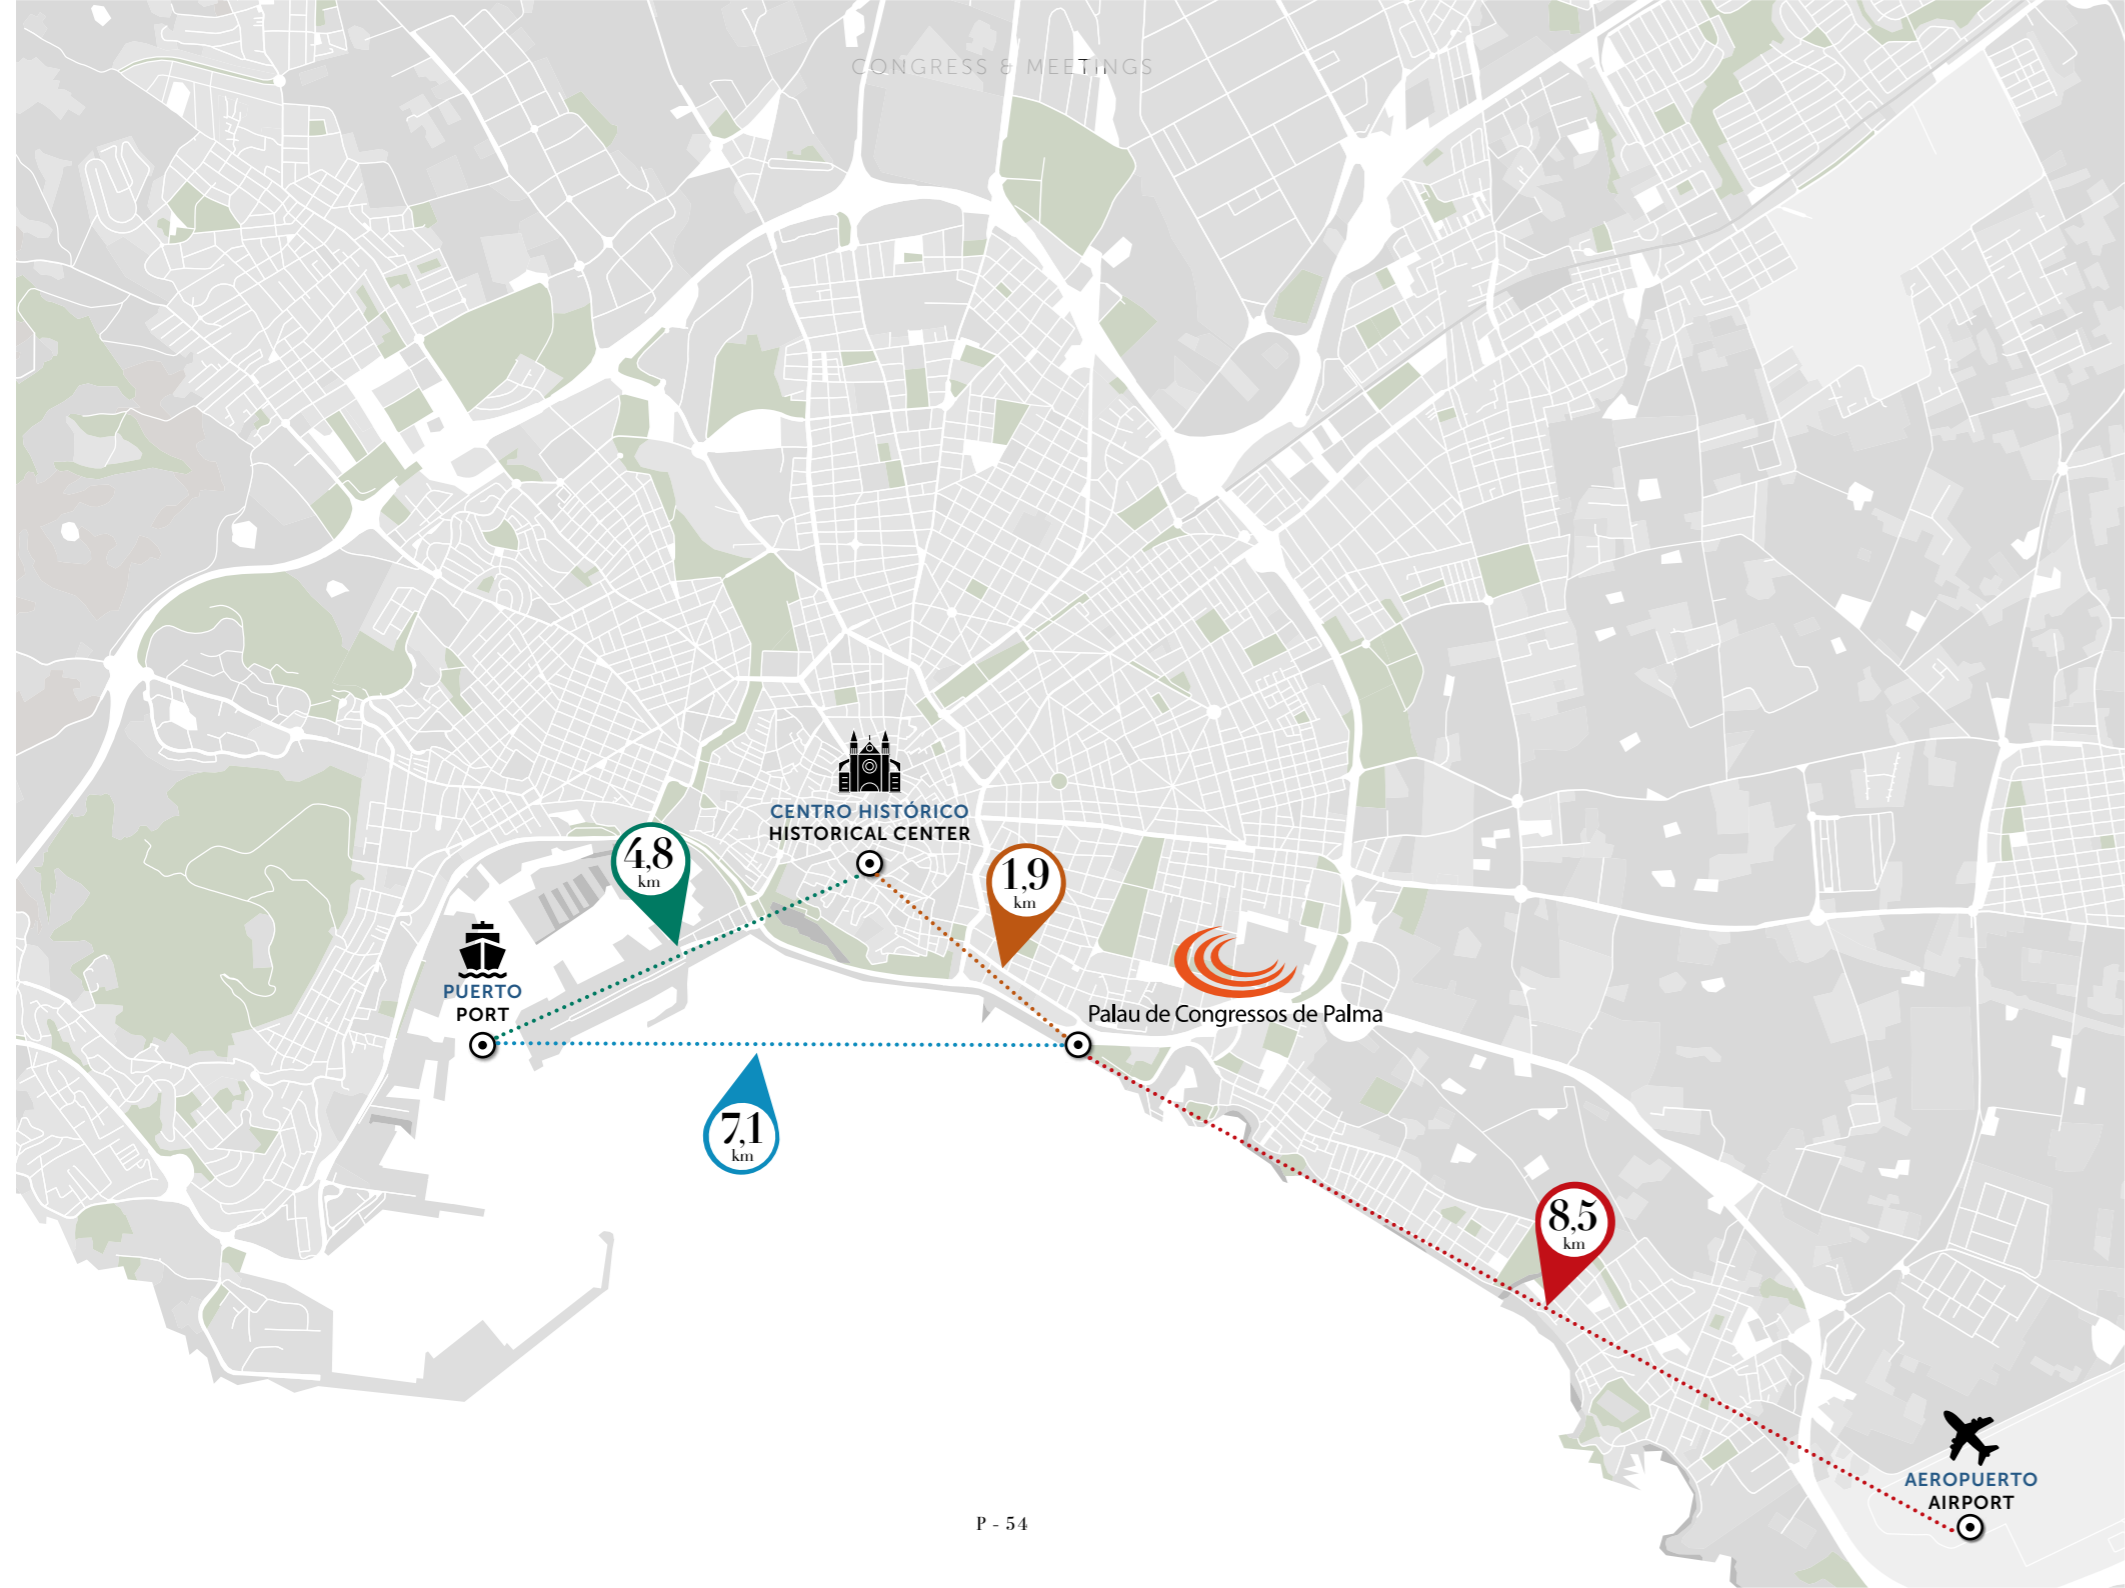 CONGRESS & MEETINGS
CENTRO HISTÓRICO
HISTORICAL CENTER
4,8
km
1,9
km
PUERTO
PORT
Palau de Congressos de Palma
7,1
km
8,5
km
AEROPUERTO
AIRPORT
P - 54